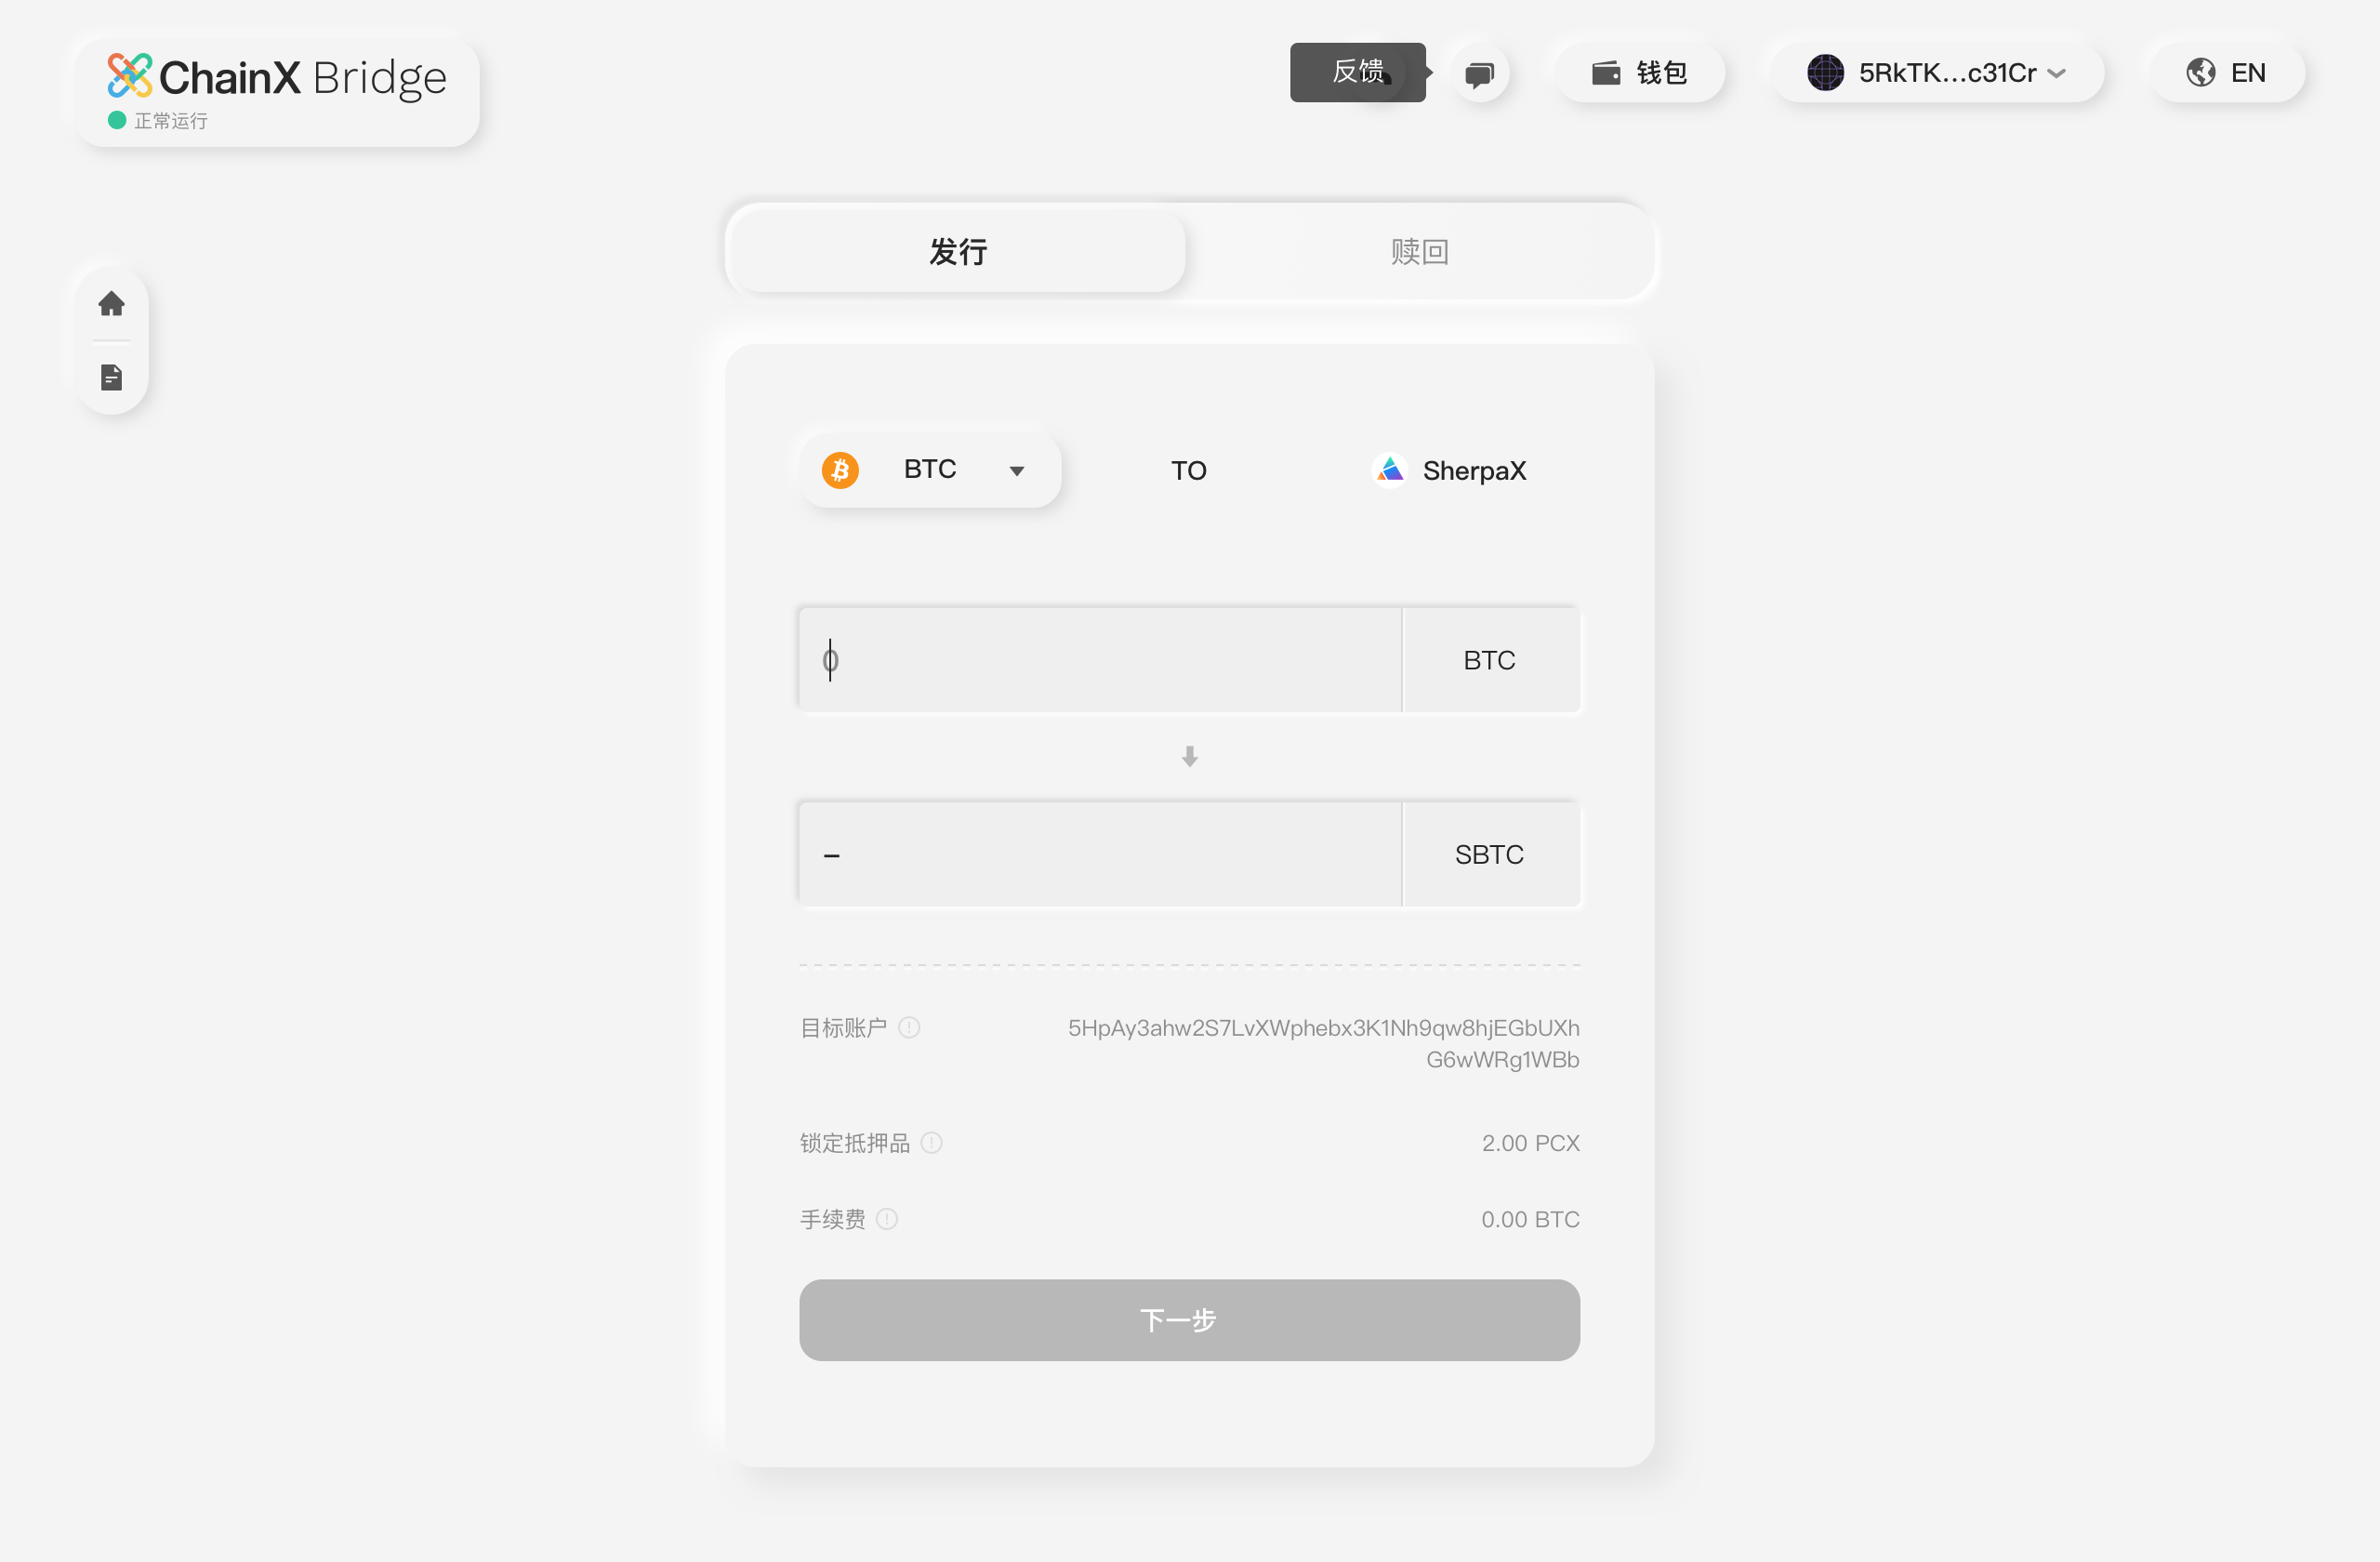 ChainX Bridge
正常运行
反馈
钱包
5RkTK...c31Cr
EN
发行
赎回
BTC
TO
SherpaX
0
BTC
–
SBTC
目标账户
5HpAy3ahw2S7LvXWphebx3K1Nh9qw8hjEGbUXh
G6wWRg1WBb
锁定抵押品
2.00 PCX
手续费
0.00 BTC
下一步